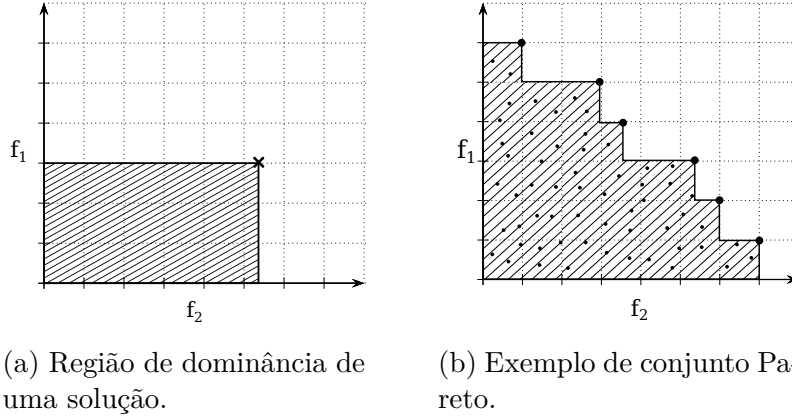 f1
f2
(a) Região de dominância de
uma solução.
f1
f2
(b) Exemplo de conjunto Pa-
reto.